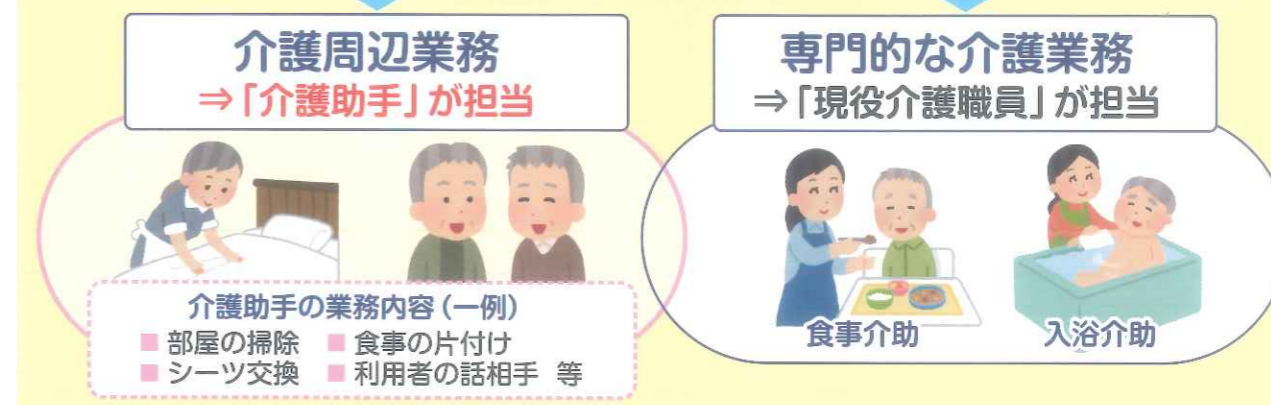 介護周辺業務
⇒「介護助手」が担当
介護助手の業務内容（一例）
■ 部屋の掃除 ■ 食事の片付け
■ シーツ交換 ■ 利用者の話相手 等
専門的な介護業務
⇒「現役介護職員」が担当
食事介助
入浴介助